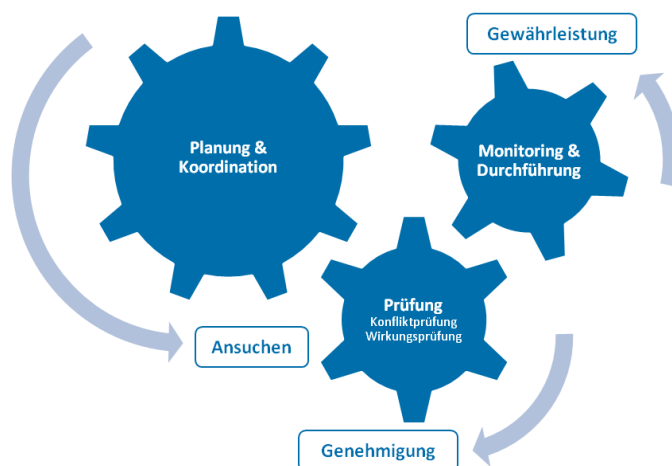 Gewährleistung
Planung &
Koordination
Monitoring &
Durchführung
Prüfung
Konfliktprüfung
Wirkungsprüfung
Ansuchen
Genehmigung